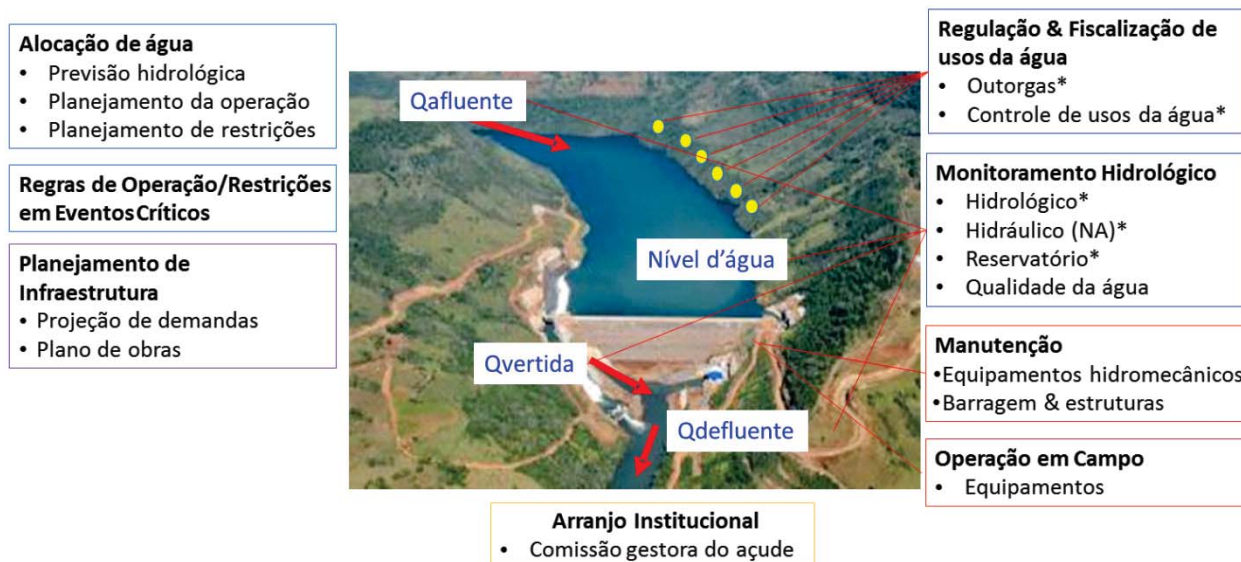 Alocação de água
• Previsão hidrológica
• Planejamento da operação
• Planejamento de restrições
Regras de Operação/Restrições
em EventosCríticos
Planejamento de
Infraestrutura
• Projeção de demandas
• Plano de obras
Qafluente
Nível d'água
Qvertida
Qdefluente
Regulação & Fiscalização de
usos da água
• Outorgas*
• Controle de usos da água*
Monitoramento Hidrológico
• Hidrológico*
• Hidráulico (NA)*
• Reservatório*
• Qualidade da água
Manutenção
•Equipamentos hidromecânicos
•Barragem & estruturas
Operação em Campo
• Equipamentos
Arranjo Institucional
• Comissão gestora do açude